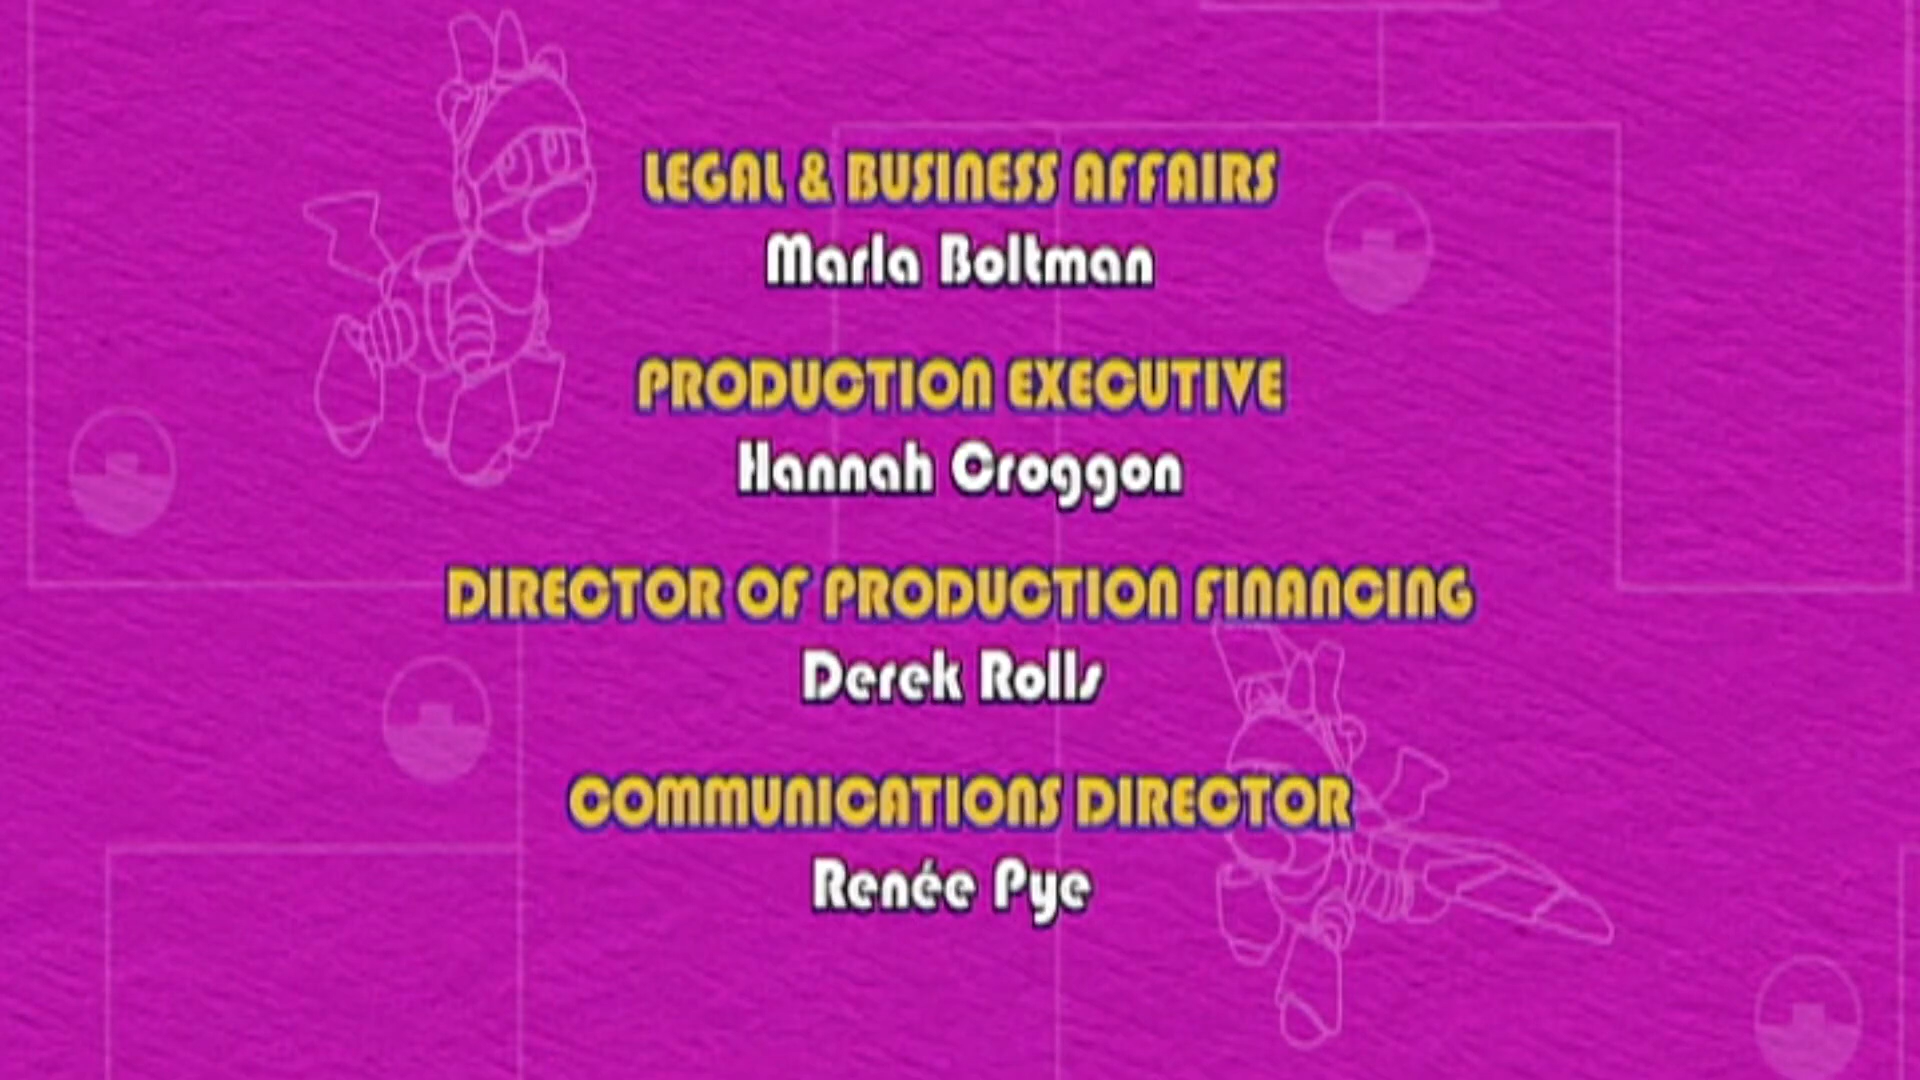 LEGAL & BUSINESS AFFAIRS
Marla Boltman
PRODUCTION EXECUTIVE
Hannah Croggon
DIRECTOR OF PRODUCTION FINANCING
Derek Rolls
COMMUNICATIONS DIRECTOR
Renée Pye